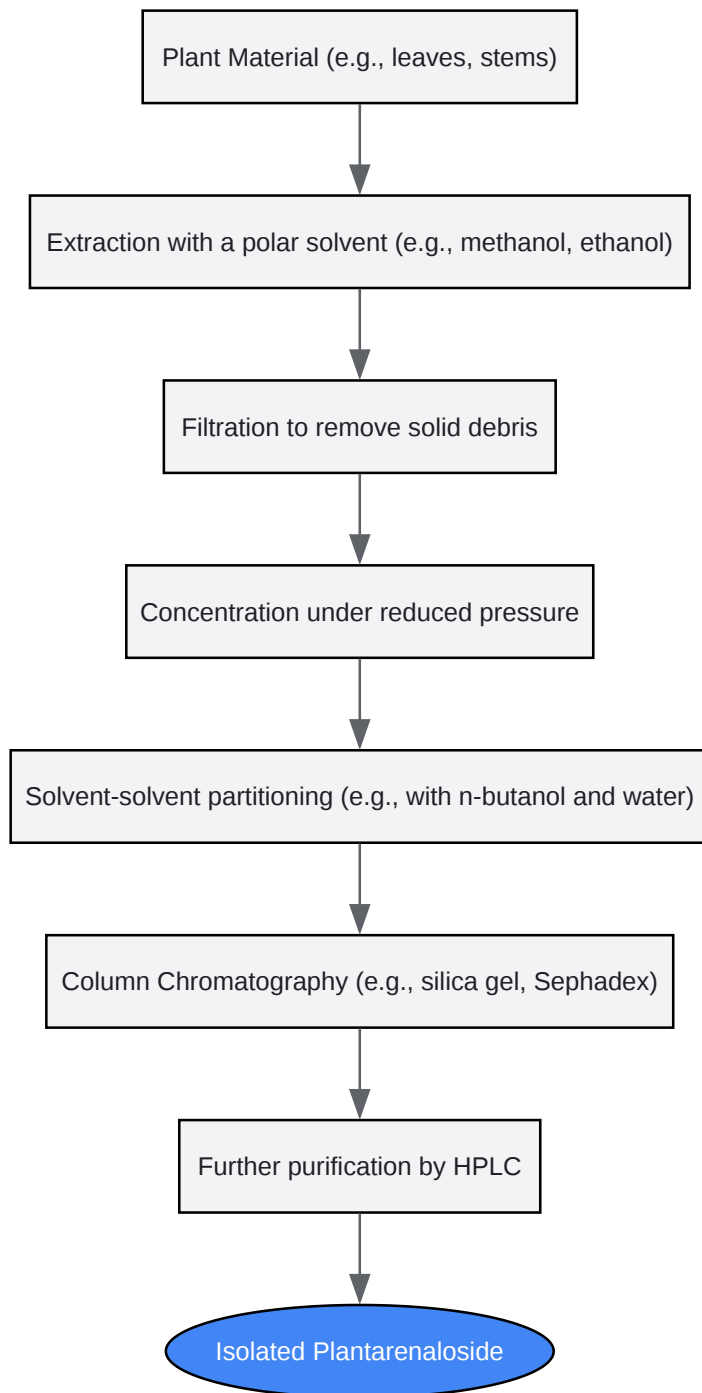 Plant Material (e.g., leaves, stems)
Extraction with a polar solvent (e.g., methanol, ethanol)
Filtration to remove solid debris
Concentration under reduced pressure
Solvent-solvent partitioning (e.g., with n-butanol and water)
Column Chromatography (e.g., silica gel, Sephadex)
Further purification by HPLC
Isolated Plantarenaloside